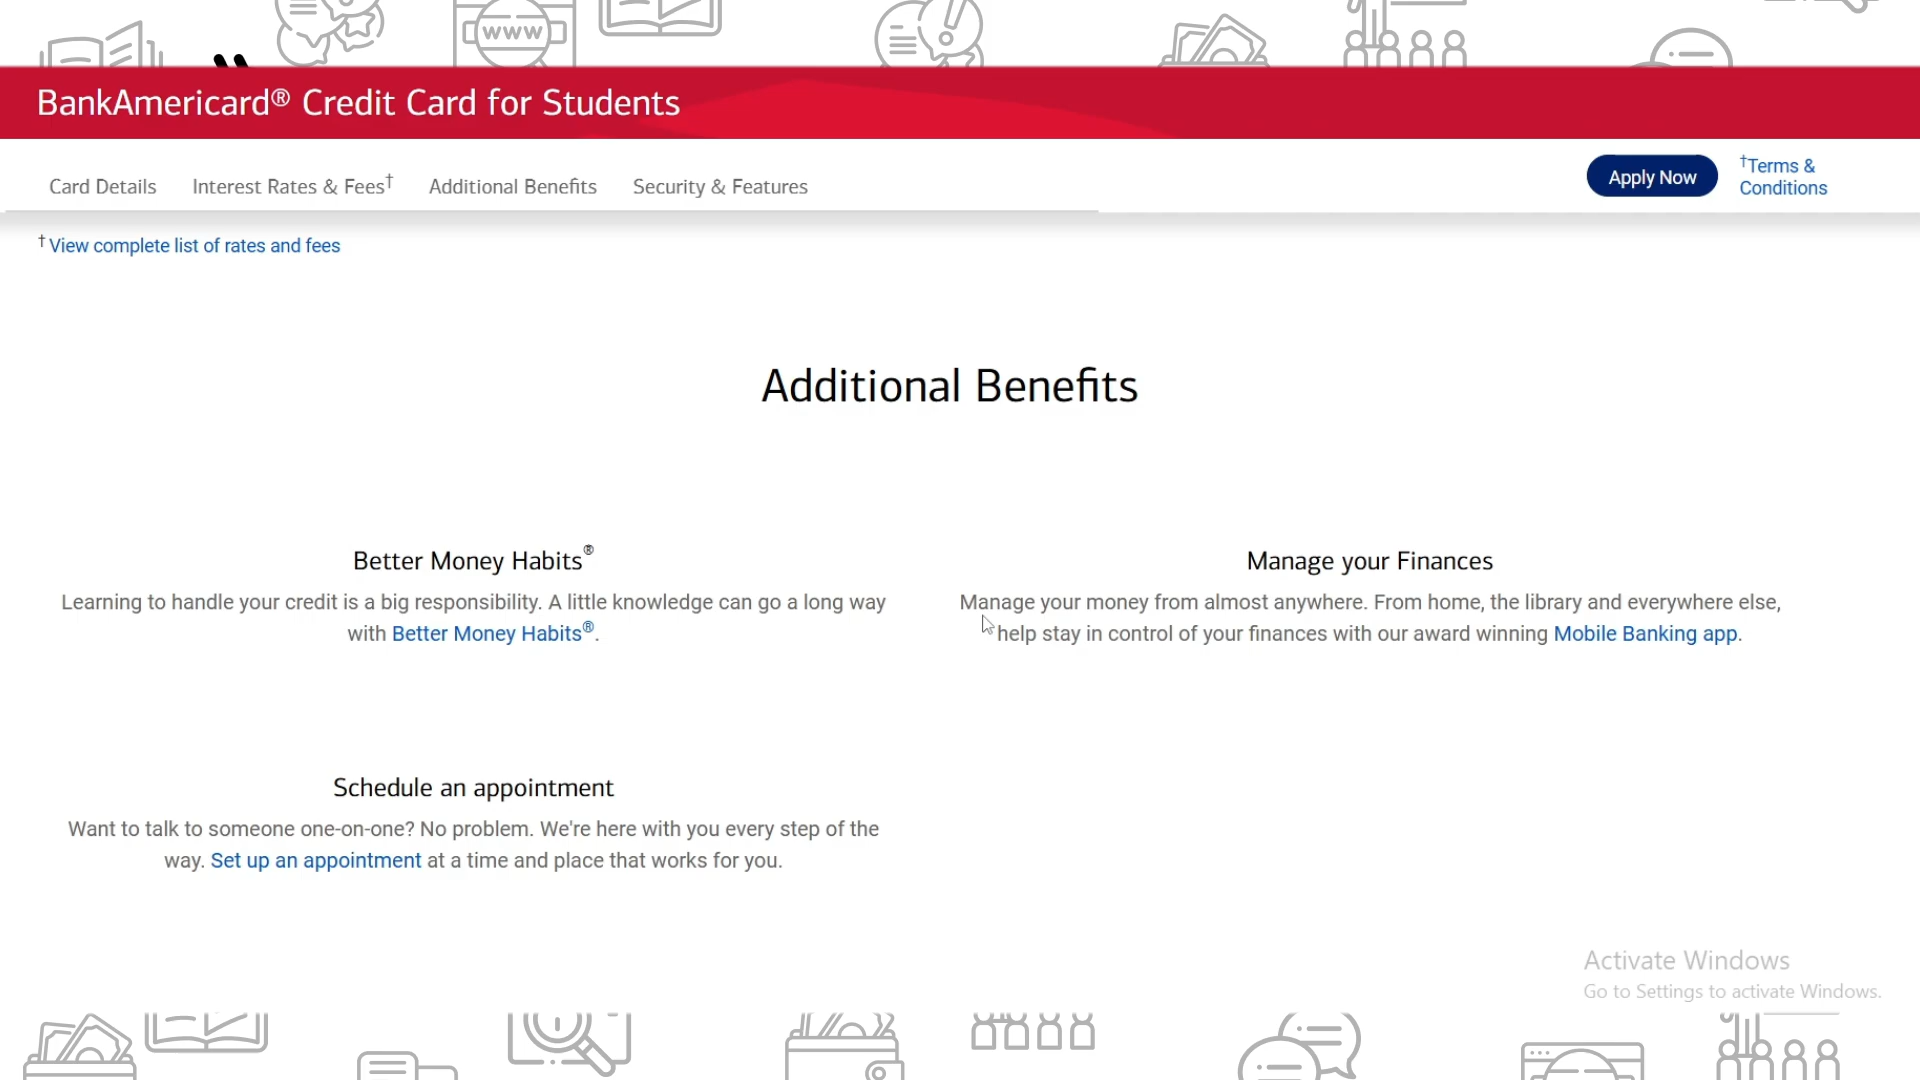 www
BankAmericard® Credit Card for Students
Card Details
Interest Rates & Fees†
Additional Benefits
Security & Features
Apply Now
†Terms &
Conditions
† View complete list of rates and fees
Additional Benefits
Better Money Habits®
Learning to handle your credit is a big responsibility. A little knowledge can go a long way
with Better Money Habits®.
Manage your Finances
Manage your money from almost anywhere. From home, the library and everywhere else,
help stay in control of your finances with our award winning Mobile Banking app.
Schedule an appointment
Want to talk to someone one-on-one? No problem. We're here with you every step of the
way. Set up an appointment at a time and place that works for you.
Activate Windows
Go to Settings to activate Windows.